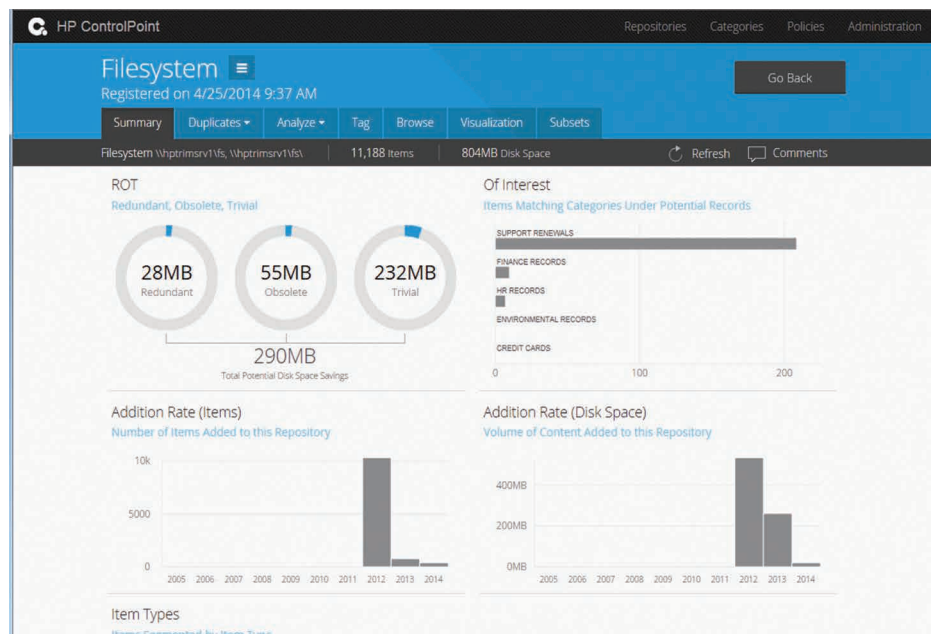 HP ControlPoint
Repositories Categories Policies Administration
Filesystem
Registered on 4/25/2014 9:37 AM
Go Back
Summary Duplicates Analyze Tag Browse Visualization Subsets
Filesystem \\hptrimsrv1\fs, \\hptrimsrv1\fs\ 11,188 Items 804MB Disk Space Refresh Comments
ROT
Redundant, Obsolete, Trivial
28MB 55MB 232MB
Redundant Obsolete Trivial
290MB
Total Potential Disk Space Savings
Of Interest
Items Matching Categories Under Potential Records
SUPPORT RENEWALS
FINANCE RECORDS
HR RECORDS
ENVIRONMENTAL RECORDS
CREDIT CARDS
0 100 200
Addition Rate (Items)
Number of Items Added to this Repository
10k
5000
0
2005 2006 2007 2008 2009 2010 2011 2012 2013 2014
Addition Rate (Disk Space)
Volume of Content Added to this Repository
400MB
200MB
0MB
2005 2006 2007 2008 2009 2010 2011 2012 2013 2014
Item Types
Items Segmented by Item Type